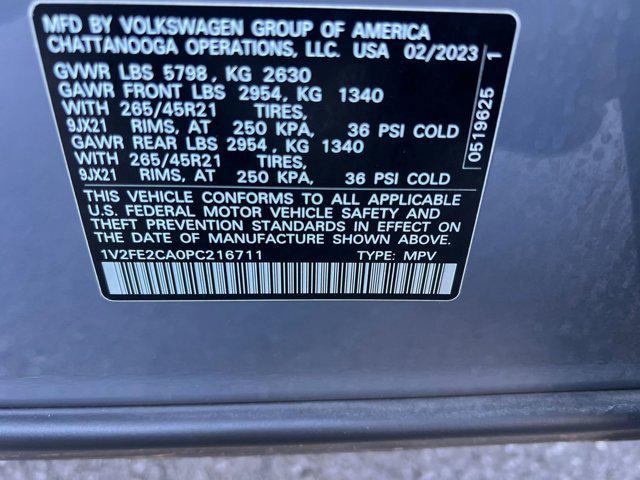 MFD BY VOLKSWAGEN GROUP OF AMERICA
CHATTANOOGA OPERATIONS, LLC. USA 02/2023
GVWR LBS 5798, KG 2630
GAWR FRONT LBS 2954, KG 1340
WITH 265/45R21 TIRES,
9JX21 RIMS, AT 250 KPA, 36 PSI COLD
GAWR REAR LBS 2954, KG 1340
WITH 265/45R21 TIRES,
9JX21 RIMS, AT 250 KPA, 36 PSI COLD
THIS VEHICLE CONFORMS TO ALL APPLICABLE
U.S. FEDERAL MOTOR VEHICLE SAFETY AND
THEFT PREVENTION STANDARDS IN
EFFECT ON THE DATE OF MANUFACTURE SHOWN ABOVE.
1V2FE2CA0PC216711 TYPE: MPV
0519625 1